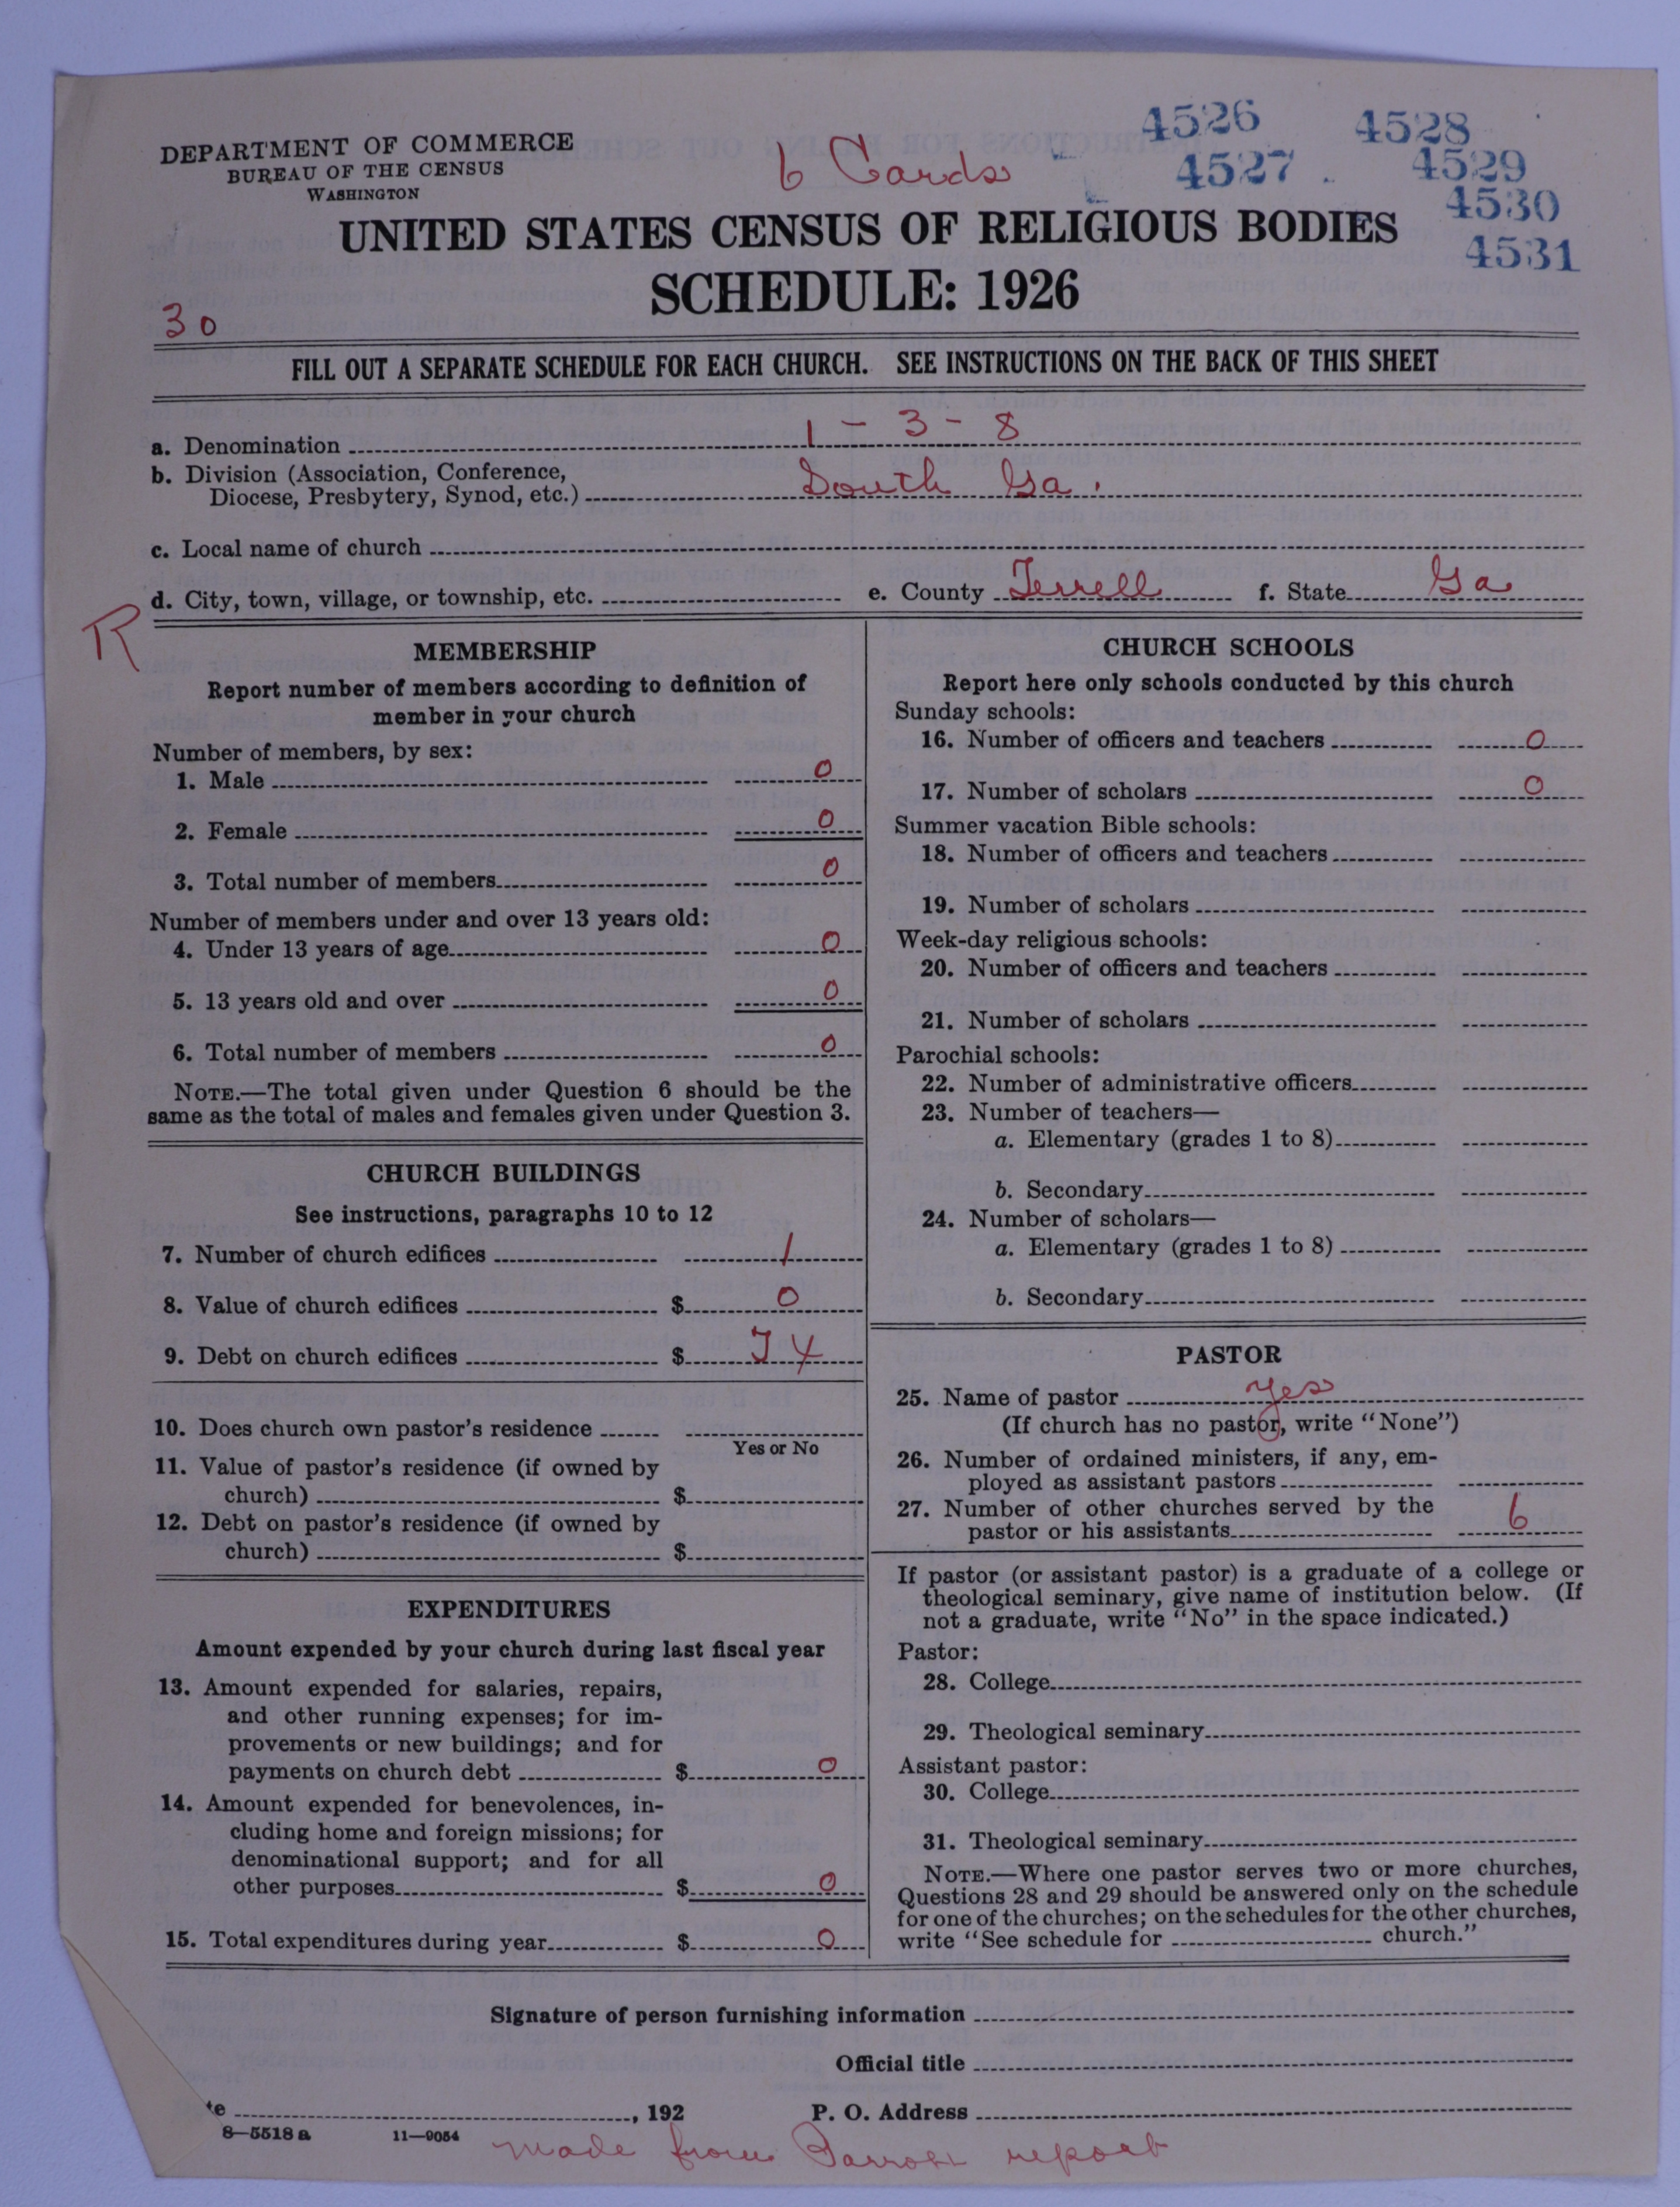 4526 4528
DEPARTMENT OF COMMERCE
BUREAU OF THE CENSUS
WASHINGTON
6 Cards
4527 4529
4530
UNITED STATES CENSUS OF RELIGIOUS BODIES
4531
SCHEDULE: 1926
30
FILL OUT A SEPARATE SCHEDULE FOR EACH CHURCH. SEE INSTRUCTIONS ON THE BACK OF THIS SHEET
a. Denomination 1 - 3 - 8
b. Division (Association, Conference,
Diocese, Presbytery, Synod, etc.) South Ga.
c. Local name of church
d. City, town, village, or township, etc. e. County Terrell f. State Ga
R
MEMBERSHIP
Report number of members according to definition of
member in your church
Number of members, by sex:
1. Male 0
2. Female 0
3. Total number of members 0
Number of members under and over 13 years old:
4. Under 13 years of age 0
5. 13 years old and over 0
6. Total number of members 0
NOTE.—The total given under Question 6 should be the
same as the total of males and females given under Question 3.
CHURCH BUILDINGS
See instructions, paragraphs 10 to 12
7. Number of church edifices 1
8. Value of church edifices $ 0
9. Debt on church edifices $
10. Does church own pastor's residence
Yes or No
11. Value of pastor's residence (if owned by
church) $
12. Debt on pastor's residence (if owned by
church) $
EXPENDITURES
Amount expended by your church during last fiscal year
13. Amount expended for salaries, repairs,
and other running expenses; for im-
provements or new buildings; and for
payments on church debt $ 0
14. Amount expended for benevolences, in-
cluding home and foreign missions; for
denominational support; and for all
other purposes $ 0
15. Total expenditures during year $ 0
CHURCH SCHOOLS
Report here only schools conducted by this church
Sunday schools:
16. Number of officers and teachers 0
17. Number of scholars 0
Summer vacation Bible schools:
18. Number of officers and teachers
19. Number of scholars
Week-day religious schools:
20. Number of officers and teachers
21. Number of scholars
Parochial schools:
22. Number of administrative officers
23. Number of teachers—
a. Elementary (grades 1 to 8)
b. Secondary
24. Number of scholars—
a. Elementary (grades 1 to 8)
b. Secondary
PASTOR
25. Name of pastor yes
(If church has no pastor, write "None")
26. Number of ordained ministers, if any, em-
ployed as assistant pastors
27. Number of other churches served by the
pastor or his assistants 6
If pastor (or assistant pastor) is a graduate of a college or
theological seminary, give name of institution below. (If
not a graduate, write "No" in the space indicated.)
Pastor:
28. College
29. Theological seminary
Assistant pastor:
30. College
31. Theological seminary
NOTE.—Where one pastor serves two or more churches,
Questions 28 and 29 should be answered only on the schedule
for one of the churches; on the schedules for the other churches,
write "See schedule for church."
Signature of person furnishing information
Official title
te , 192 P. O. Address
8—5518 a 11—9054
made from Parrott report